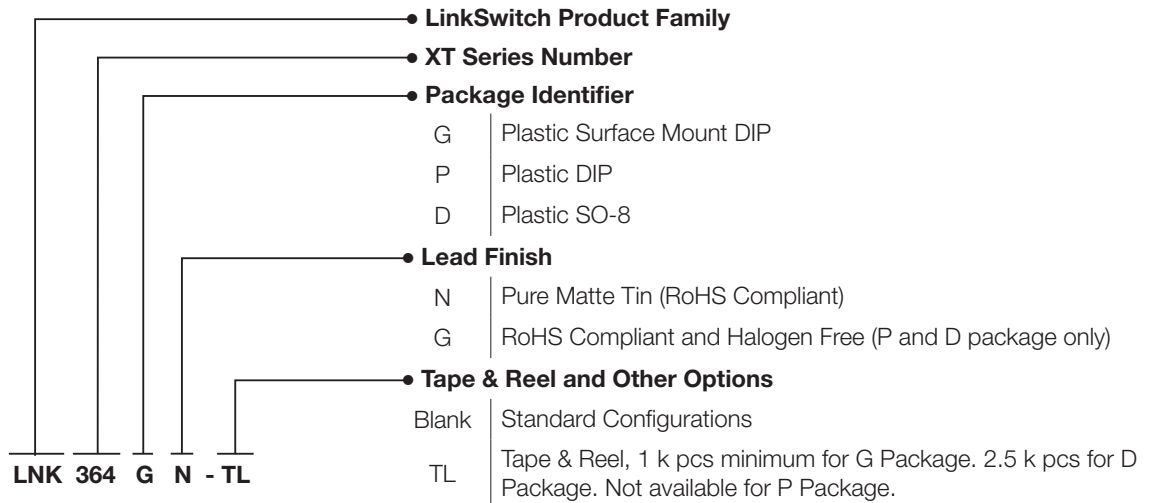 LinkSwitch Product Family
XT Series Number
Package Identifier
G Plastic Surface Mount DIP
P Plastic DIP
D Plastic SO-8
Lead Finish
N Pure Matte Tin (RoHS Compliant)
G RoHS Compliant and Halogen Free (P and D package only)
Tape & Reel and Other Options
Blank Standard Configurations
TL Tape & Reel, 1 k pcs minimum for G Package. 2.5 k pcs for D
Package. Not available for P Package.
LNK 364 G N - TL